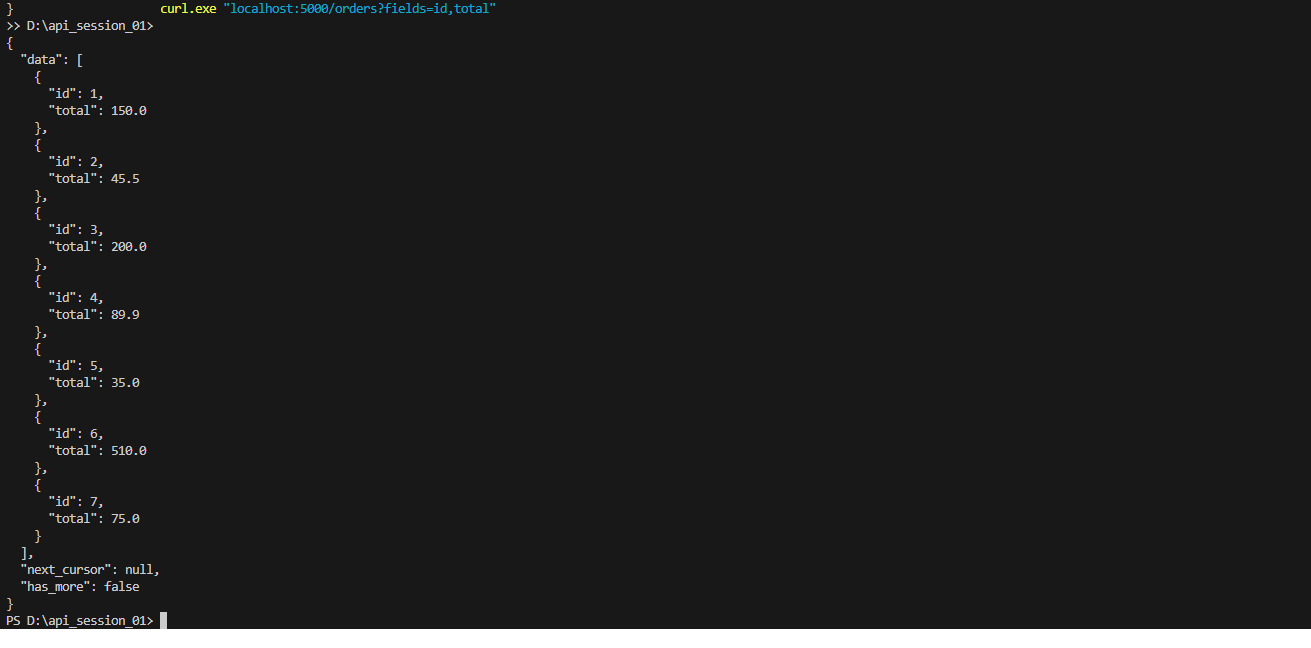 }                     curl.exe "localhost:5000/orders?fields=id,total"
>> D:\api_session_01>
{
  "data": [
    {
      "id": 1,
      "total": 150.0
    },
    {
      "id": 2,
      "total": 45.5
    },
    {
      "id": 3,
      "total": 200.0
    },
    {
      "id": 4,
      "total": 89.9
    },
    {
      "id": 5,
      "total": 35.0
    },
    {
      "id": 6,
      "total": 510.0
    },
    {
      "id": 7,
      "total": 75.0
    }
  ],
  "next_cursor": null,
  "has_more": false
}
PS D:\api_session_01>